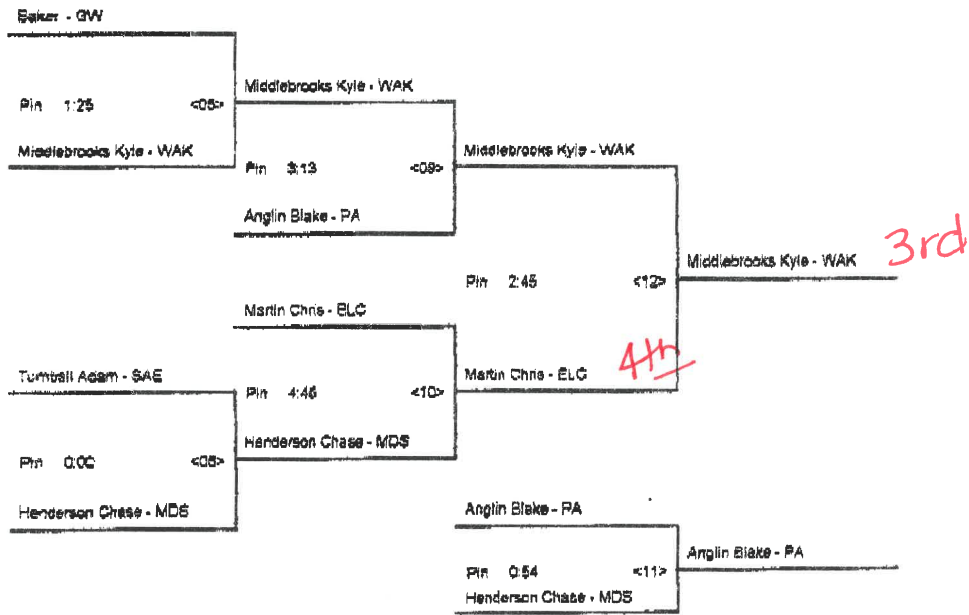 Baker - GW
Pin 1:25 <05>
Middlebrooks Kyle - WAK
Middlebrooks Kyle - WAK
Pin 3:13 <09>
Anglin Blake - PA
Middlebrooks Kyle - WAK
Pin 2:45 <12>
Middlebrooks Kyle - WAK 3rd
Martin Chris - ELC
Pin 4:45 <10>
Henderson Chase - MDS
Martin Chris - ELC 4th
Turnball Adam - SAE
Pin 0:00 <06>
Henderson Chase - MDS
Anglin Blake - PA
Pin 0:54 <11>
Henderson Chase - MDS
Anglin Blake - PA